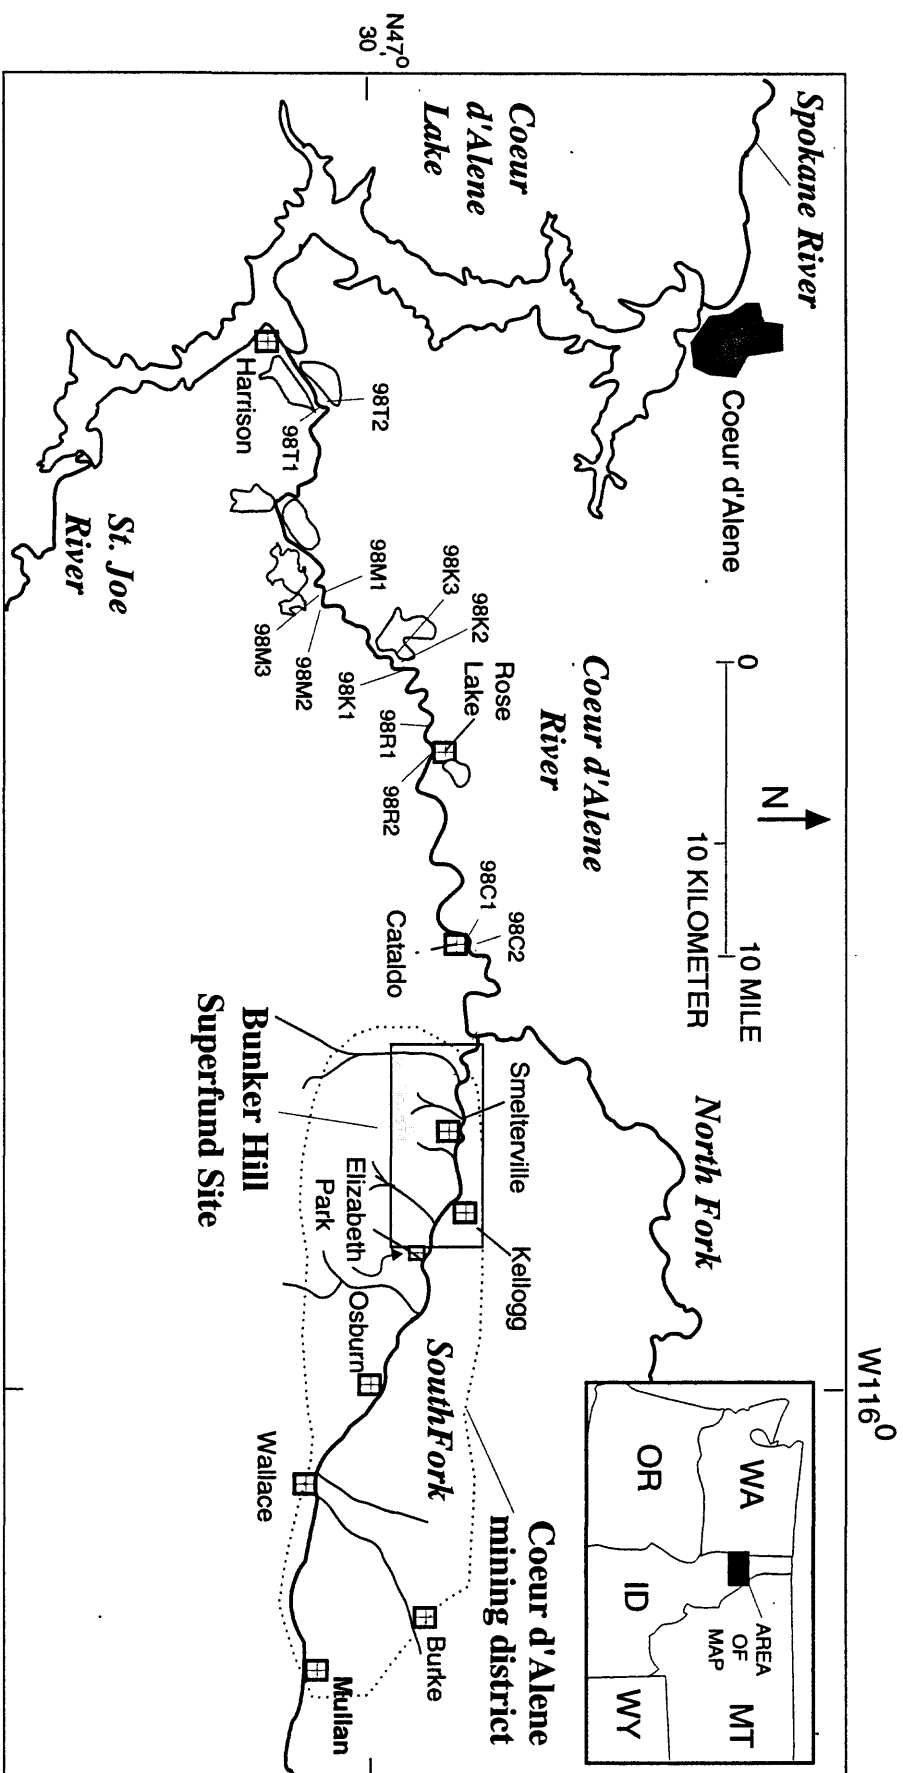 W116⁰
N47⁰
30'
Spokane River
Coeur d'Alene
Coeur
d'Alene
Lake
0
10 MILE
10 KILOMETER
N
WA
OR
ID
MT
WY
AREA
OF
MAP
North Fork
Coeur d'Alene
River
Coeur d'Alene
mining district
Rose
Lake
98K2
98K3
98C2
98C1
Smelterville
Kellogg
SouthFork
Burke
98T2
98T1
98M1
98K1
98R1
98R2
98M2
98M3
Cataldo
Harrison
Elizabeth
Park
Osburn
Mullan
Wallace
Bunker Hill
Superfund Site
St. Joe
River